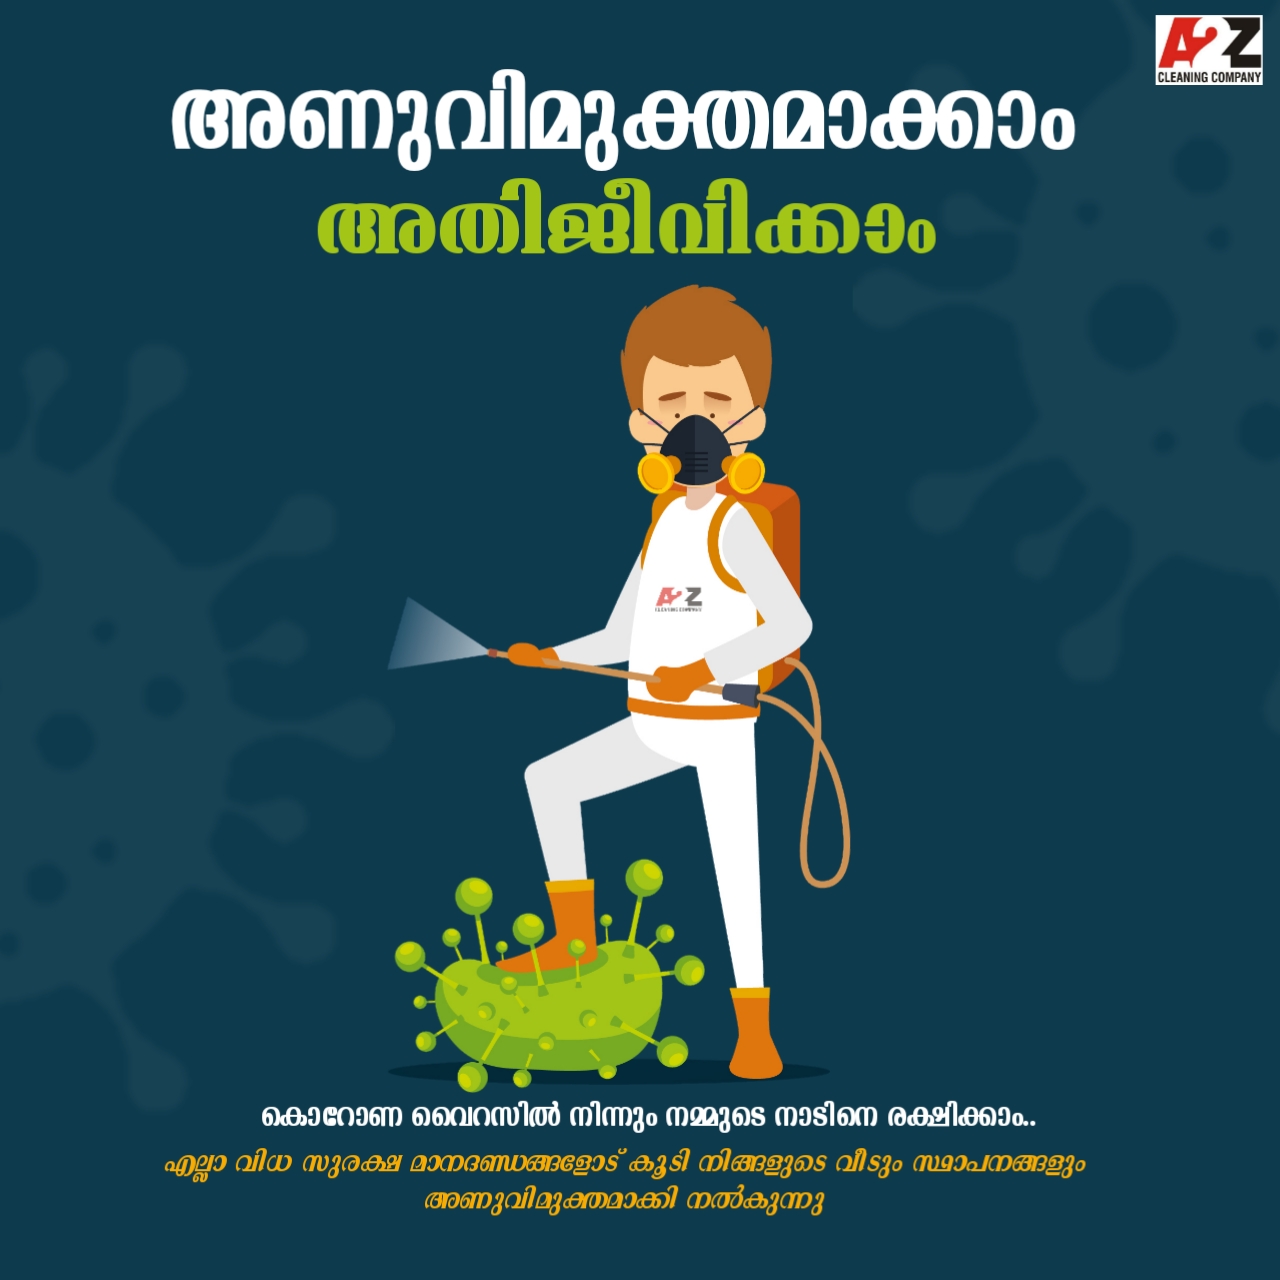 A2Z
CLEANING COMPANY
അണുവിമുക്തമാക്കാം
അതിജീവിക്കാം
A2Z
CLEANING COMPANY
കൊറോണ വൈറസിൽ നിന്നും നമ്മുടെ നാടിനെ രക്ഷിക്കാം..
എല്ലാ വിധ സുരക്ഷ മാനദണ്ഡങ്ങളോട് കൂടി നിങ്ങളുടെ വീടും സ്ഥാപനങ്ങളും
അണുവിമുക്തമാക്കി നൽകുന്നു